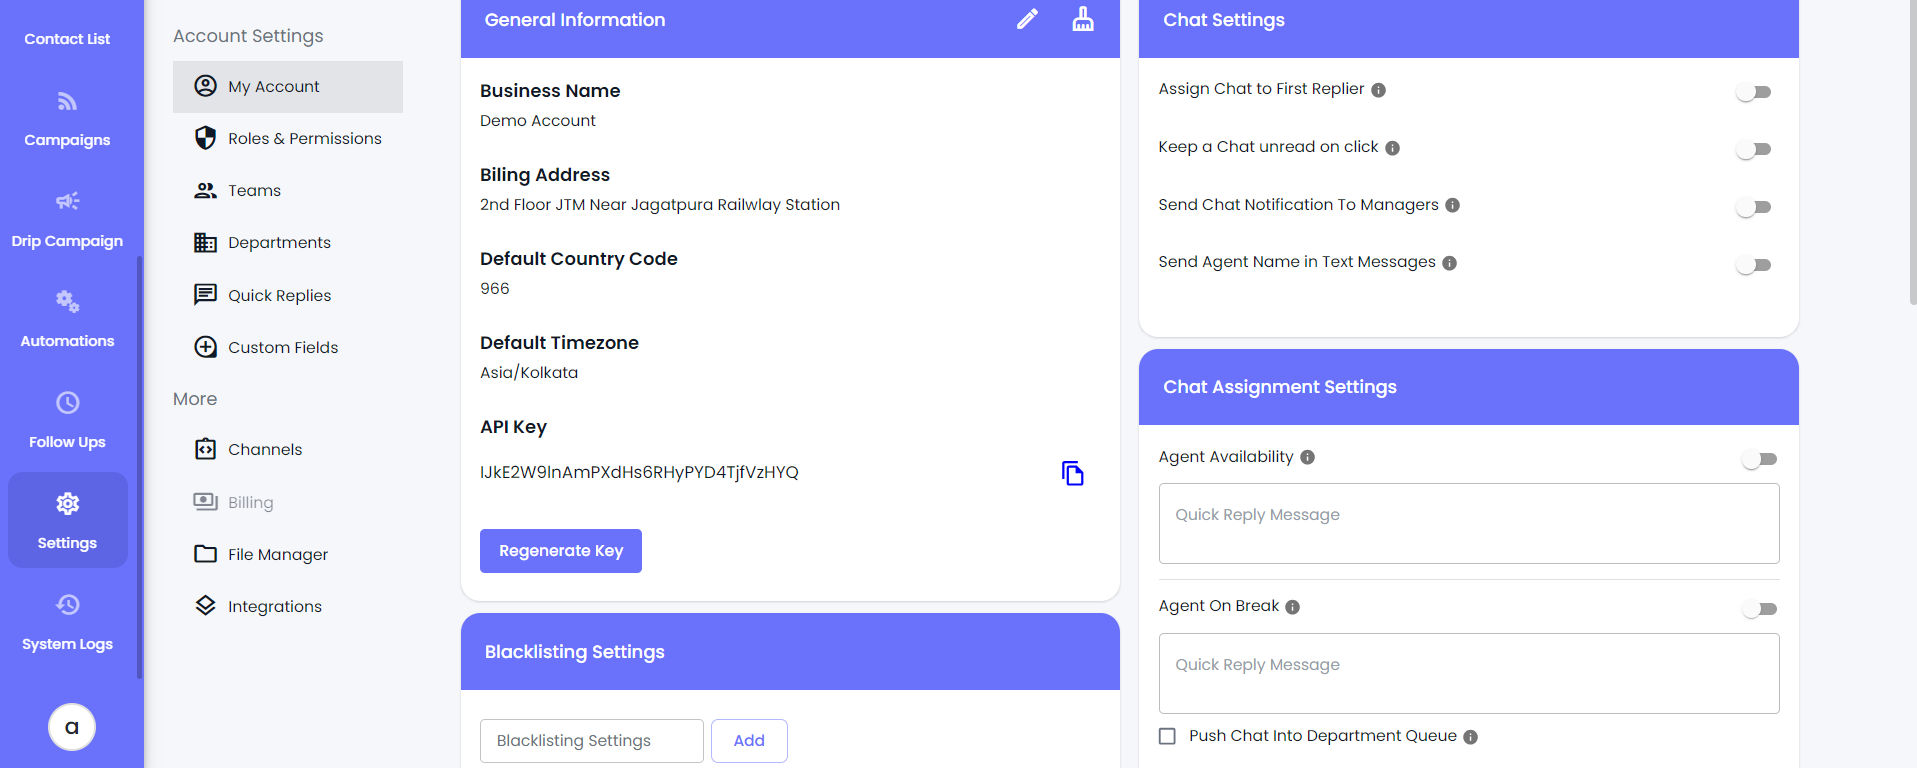 Contact List
Campaigns
Drip Campaign
Automations
Follow Ups
Settings
System Logs
a
Account Settings
My Account
Roles & Permissions
Teams
Departments
Quick Replies
Custom Fields
More
Channels
Billing
File Manager
Integrations
General Information
Business Name
Demo Account
Biling Address
2nd Floor JTM Near Jagatpura Railwlay Station
Default Country Code
966
Default Timezone
Asia/Kolkata
API Key
IJkE2W9lnAmPXdHs6RHyPYD4TjfVzHYQ
Regenerate Key
Blacklisting Settings
Blacklisting Settings
Add
Chat Settings
Assign Chat to First Replier
Keep a Chat unread on click
Send Chat Notification To Managers
Send Agent Name in Text Messages
Chat Assignment Settings
Agent Availability
Quick Reply Message
Agent On Break
Quick Reply Message
Push Chat Into Department Queue